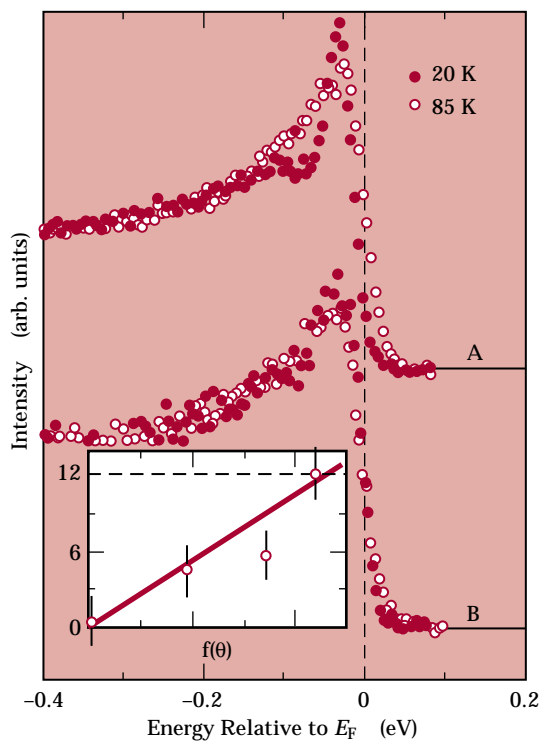 20 K
85 K
Intensity (arb. units)
A
12
6
0
f(θ)
B
−0.4 −0.2 0 0.2
Energy Relative to E_F (eV)